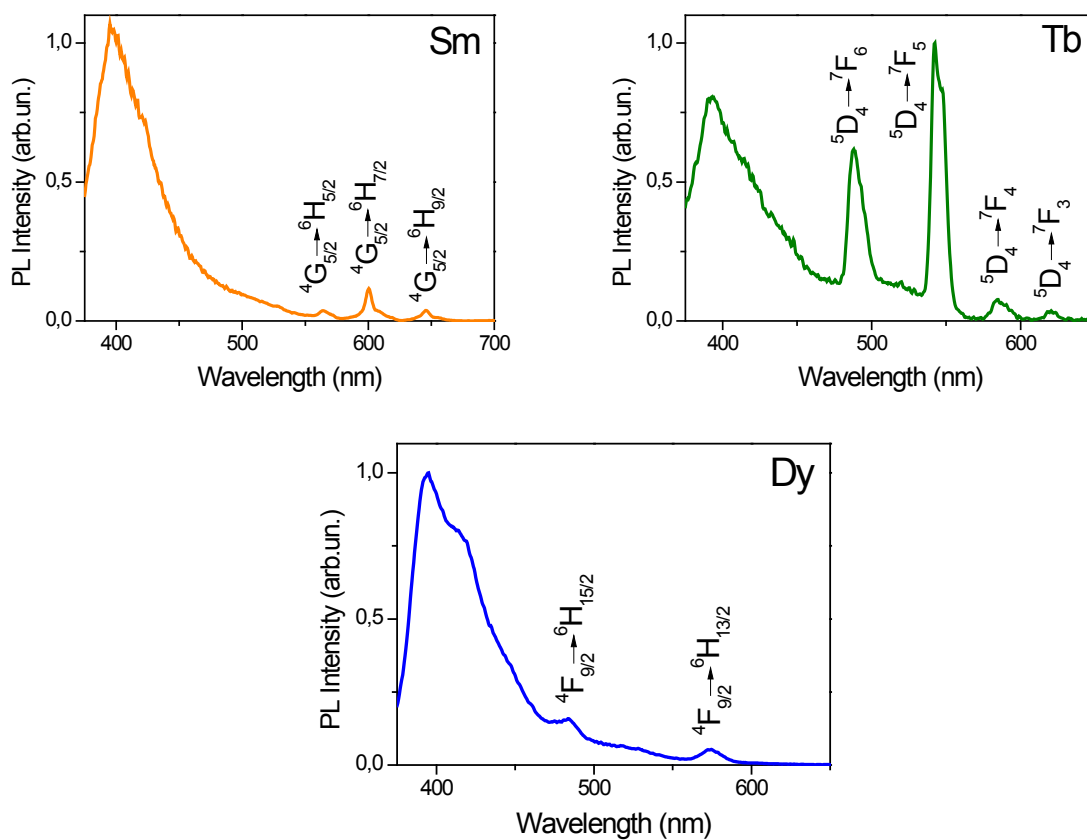 Sm
PL Intensity (arb.un.)
1,0
0,5
0,0
⁴G₅/₂→⁶H₅/₂
⁴G₅/₂→⁶H₇/₂
⁴G₅/₂→⁶H₉/₂
400 500 600 700
Wavelength (nm)
Tb
PL Intensity (arb.un.)
1,0
0,5
0,0
⁵D₄→⁷F₆
⁵D₄→⁷F₅
⁵D₄→⁷F₄
⁵D₄→⁷F₃
400 500 600
Wavelength (nm)
Dy
PL Intensity (arb.un.)
1,0
0,5
0,0
⁴F₉/₂→⁶H₁₅/₂
⁴F₉/₂→⁶H₁₃/₂
400 500 600
Wavelength (nm)